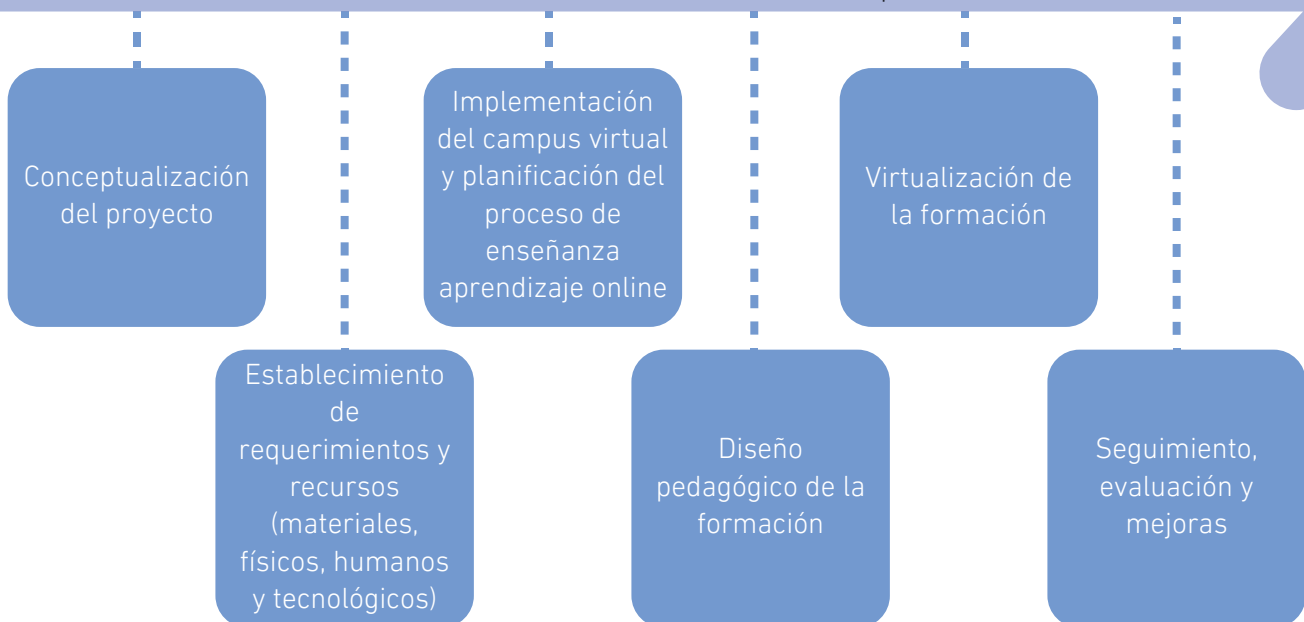 Conceptualización
del proyecto
Establecimiento
de
requerimientos y
recursos
(materiales,
físicos, humanos
y tecnológicos)
Implementación
del campus virtual
y planificación del
proceso de
enseñanza
aprendizaje online
Diseño
pedagógico de la
formación
Virtualización de
la formación
Seguimiento,
evaluación y
mejoras